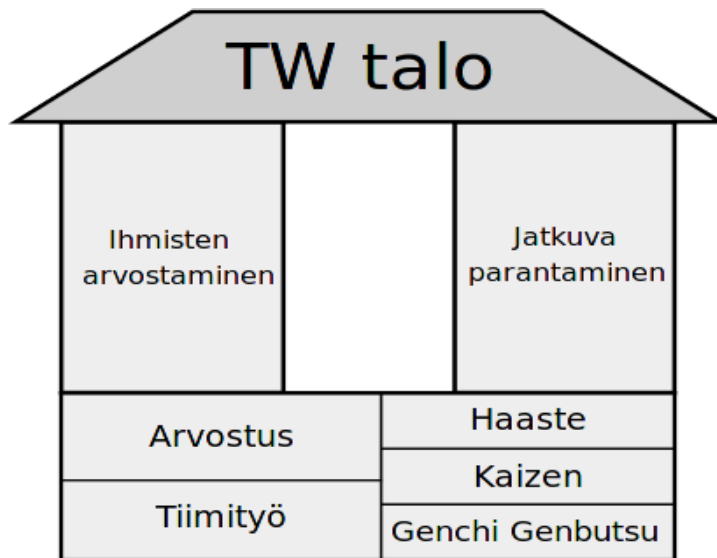 TW talo
Ihmisten
arvostaminen
Jatkuva
parantaminen
Arvostus
Tiimityö
Haaste
Kaizen
Genchi Genbutsu